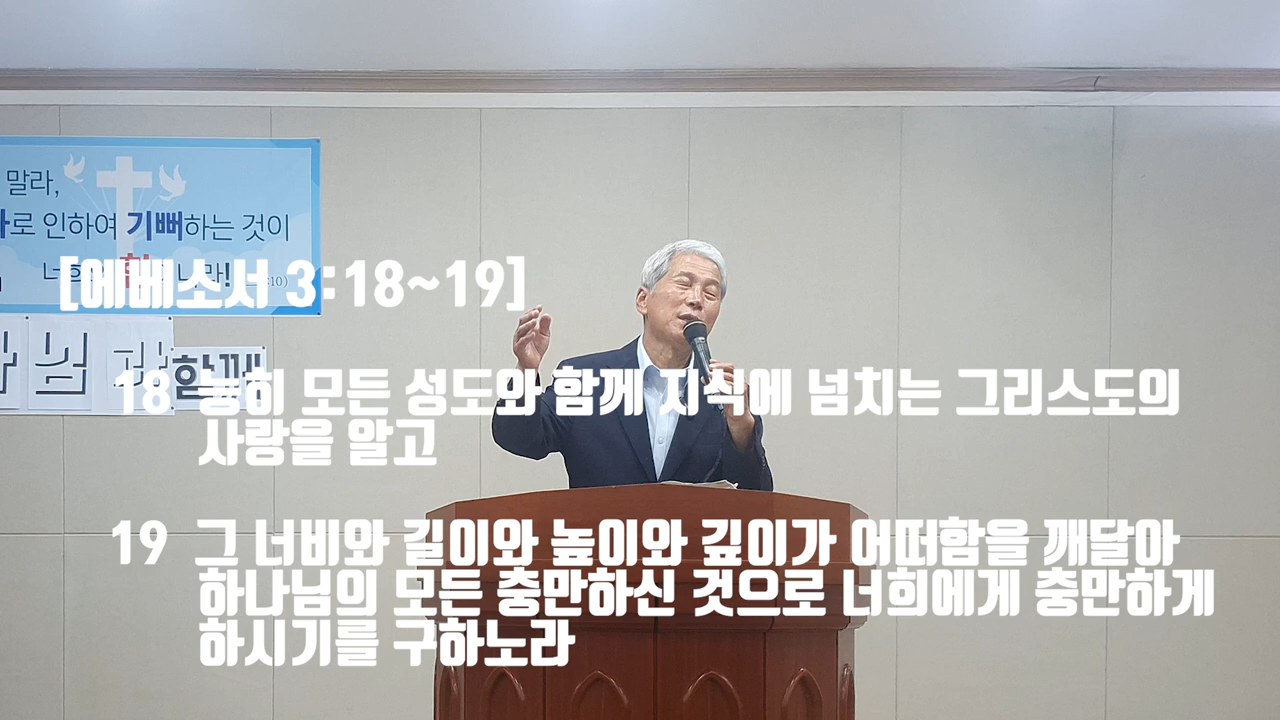 말라,
로 인하여 기뻐하는 것이
[에베소서 3:18~19]
님 과 함께
18 능히 모든 성도와 함께 지식에 넘치는 그리스도의
사랑을 알고
19 그 너비와 길이와 높이와 깊이가 어떠함을 깨달아
하나님의 모든 충만하신 것으로 너희에게 충만하게
하시기를 구하노라